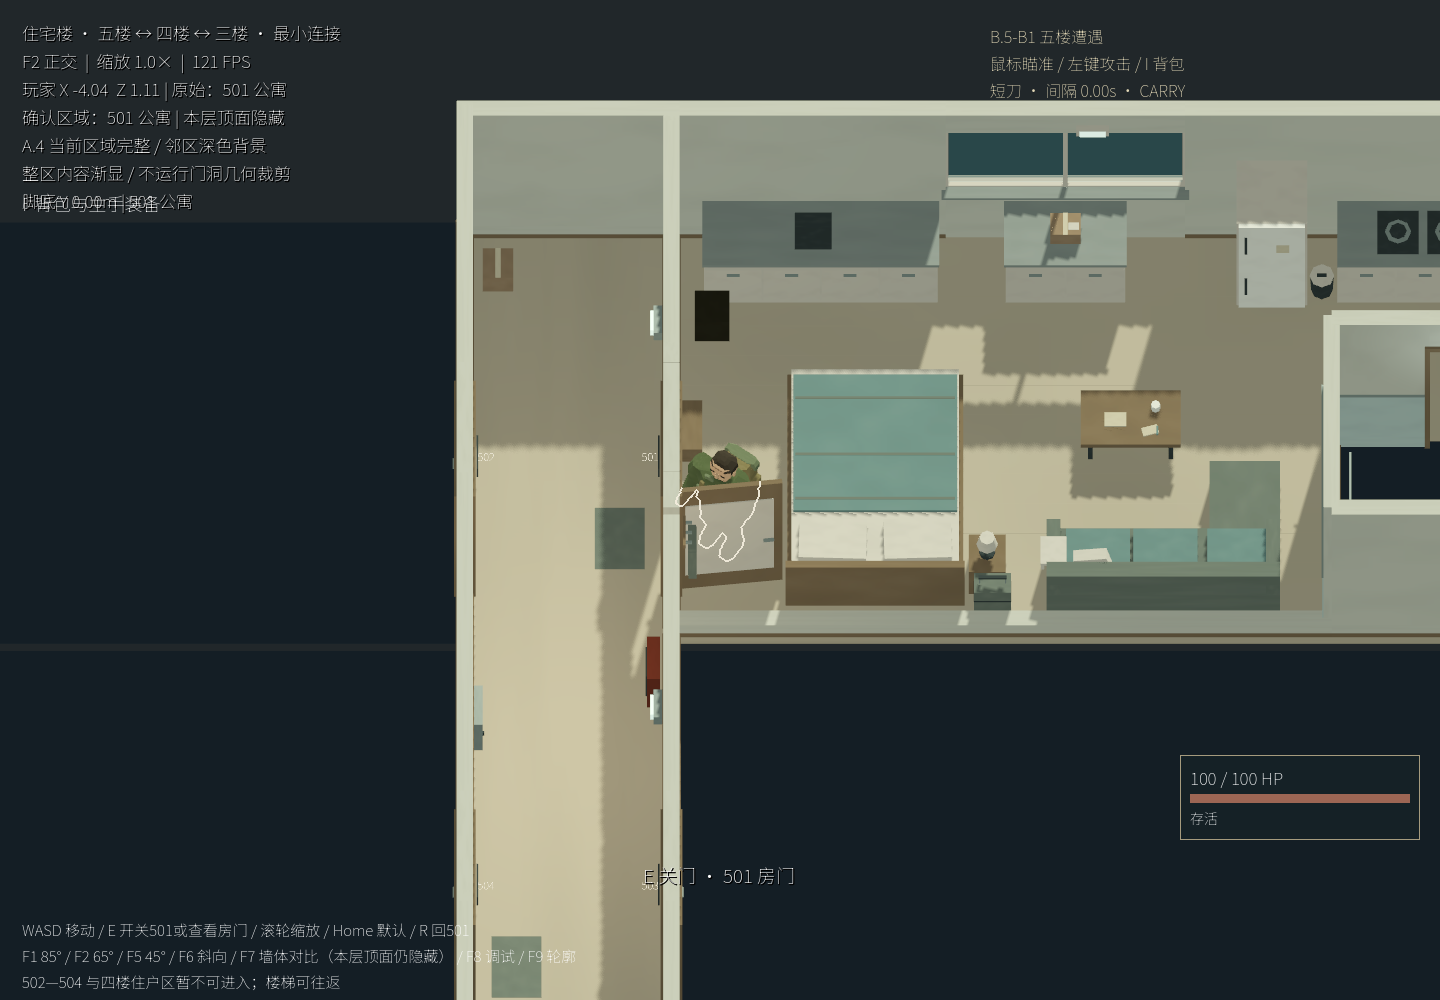 住宅楼 · 五楼 ↔ 四楼 ↔ 三楼 · 最小连接
F2 正交 | 缩放 1.0× | 121 FPS
玩家 X -4.04 Z 1.11 | 原始：501 公寓
确认区域：501 公寓 | 本层顶面隐藏
A.4 当前区域完整 / 邻区深色背景
整区内容渐显 / 不运行门洞几何裁剪
B.5-B1 五楼遭遇
鼠标瞄准 / 左键攻击 / I 背包
短刀 · 间隔 0.00s · CARRY
502
501
100 / 100 HP
存活
E 关门 · 501 房门
504
503
WASD 移动 / E 开关501或查看房门 / 滚轮缩放 / Home 默认 / R 回501
F1 85° / F2 65° / F5 45° / F6 斜向 / F7 墙体对比（本层顶面仍隐藏） / F8 调试 / F9 轮廓
502—504 与四楼住户区暂不可进入；楼梯可往返